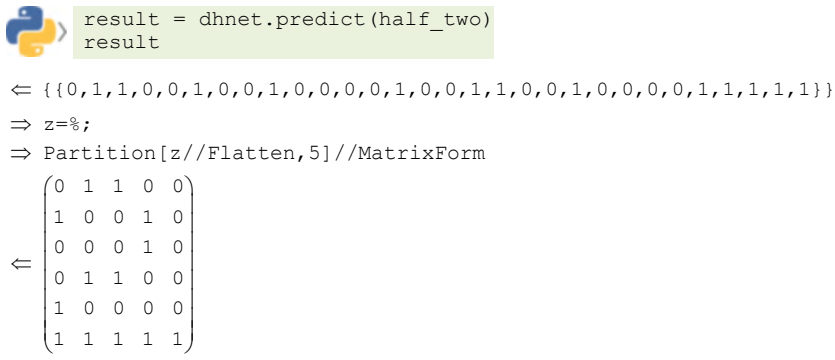 result = dhnet.predict(half_two)
result
⇐ {{0,1,1,0,0,1,0,0,1,0,0,0,0,1,0,0,1,1,0,0,1,0,0,0,0,1,1,1,1,1}}
⇒ z=%;
⇒ Partition[z//Flatten,5]//MatrixForm
0 1 1 0 0
1 0 0 1 0
0 0 0 1 0
⇐
0 1 1 0 0
1 0 0 0 0
1 1 1 1 1